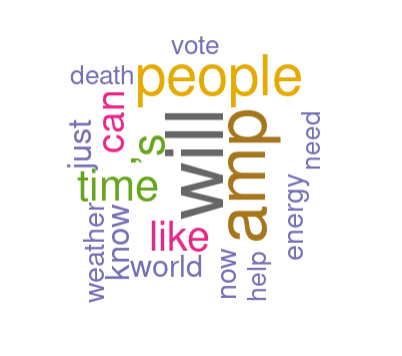 vote
death
people
can
just
's
will
amp
need
time
like
weather
know
world
now
help
energy